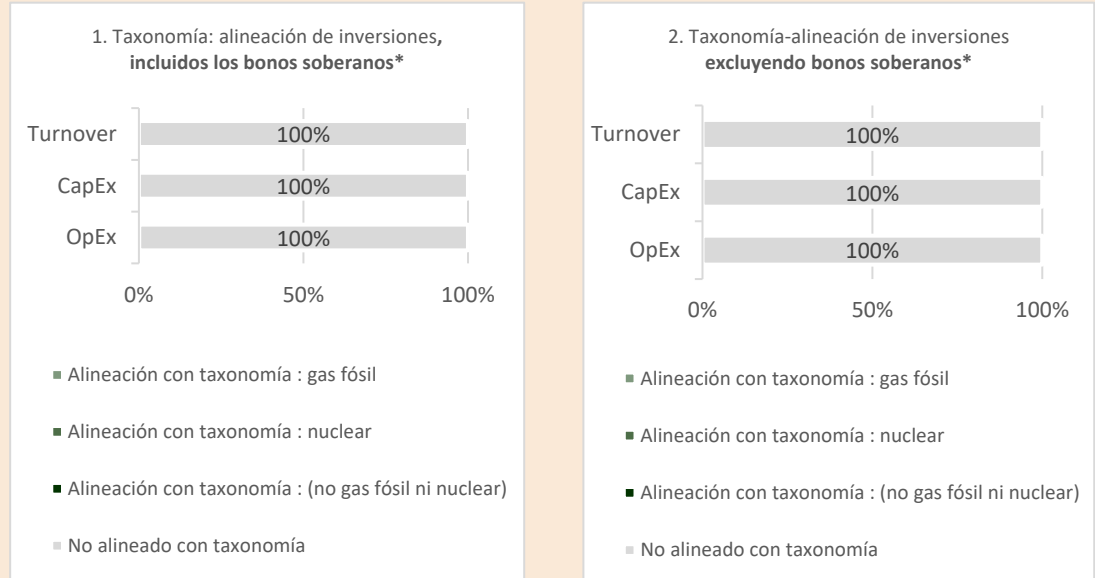 1. Taxonomía: alineación de inversiones,
incluidos los bonos soberanos*
Turnover
100%
CapEx
100%
OpEx
100%
0%
50%
100%
Alineación con taxonomía : gas fósil
Alineación con taxonomía : nuclear
Alineación con taxonomía : (no gas fósil ni nuclear)
No alineado con taxonomía
2. Taxonomía-alineación de inversiones
excluyendo bonos soberanos*
Turnover
100%
CapEx
100%
OpEx
100%
0%
50%
100%
Alineación con taxonomía : gas fósil
Alineación con taxonomía : nuclear
Alineación con taxonomía : (no gas fósil ni nuclear)
No alineado con taxonomía